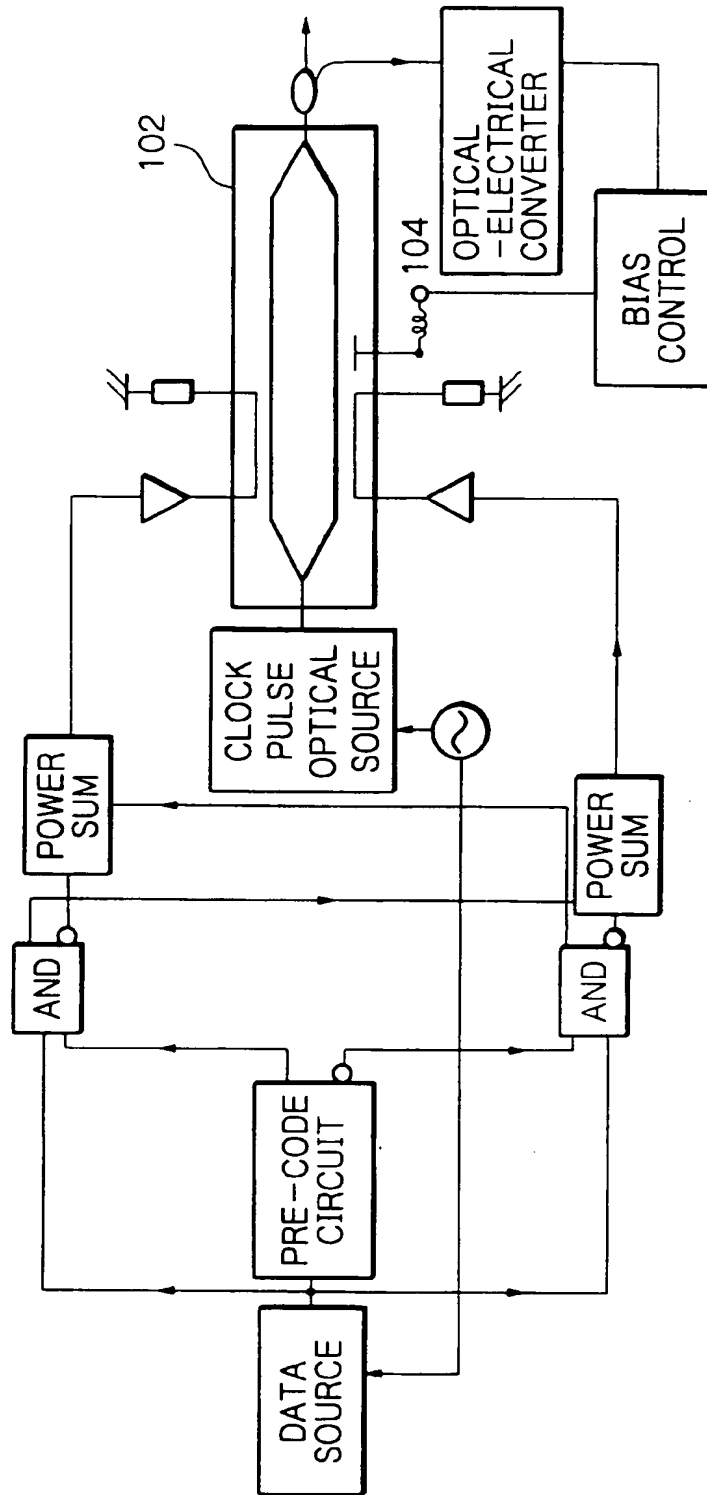 DATA
SOURCE
PRE-CODE
CIRCUIT
AND
AND
POWER
SUM
POWER
SUM
CLOCK
PULSE
OPTICAL
SOURCE
102
104
OPTICAL
-ELECTRICAL
CONVERTER
BIAS
CONTROL